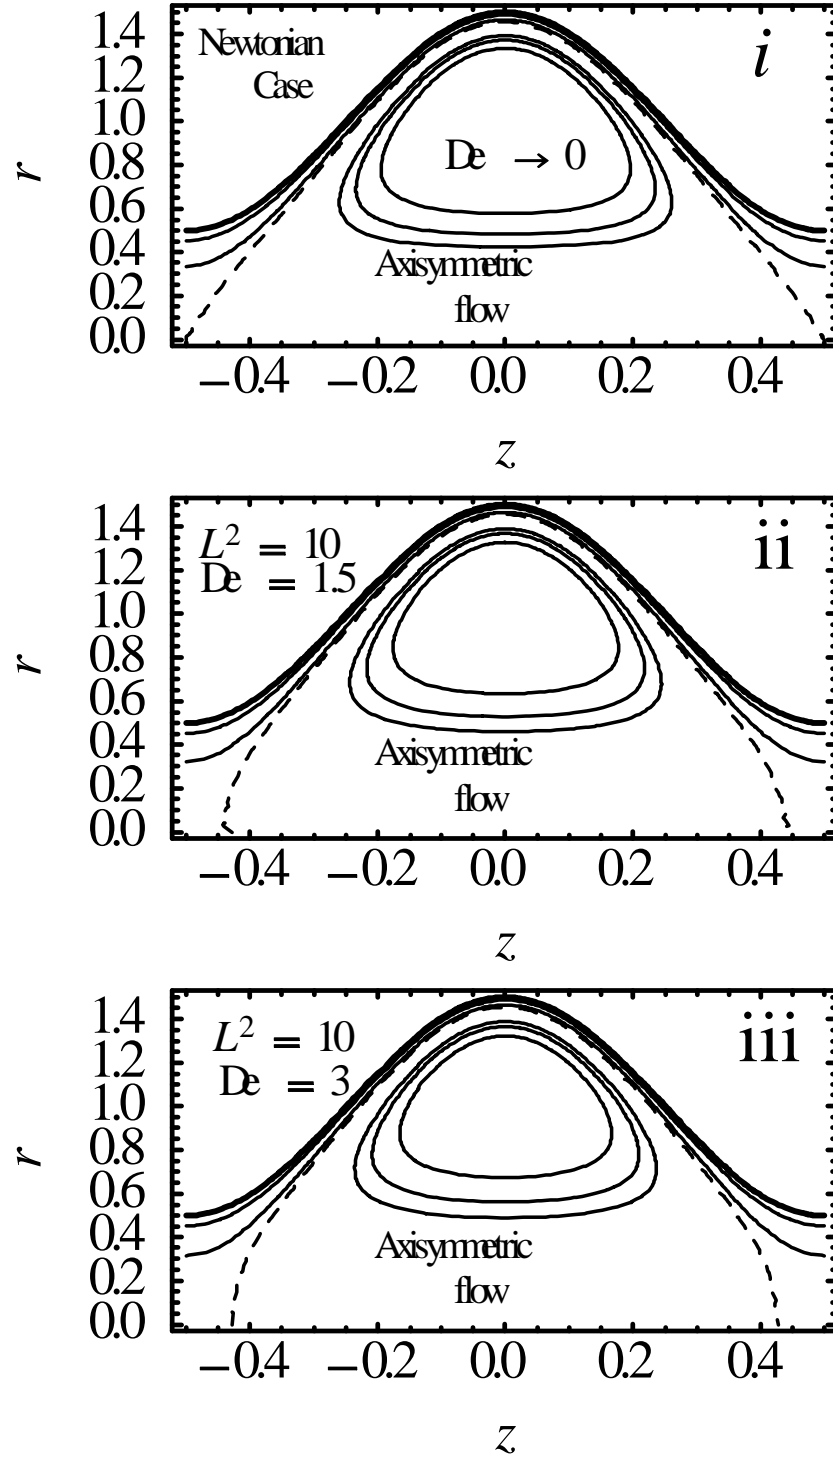 1.4
1.2
1.0
0.8
0.6
0.4
0.2
0.0
r
Newtonian
Case
i
De → 0
Axisymmetric
flow
−0.4 −0.2 0.0 0.2 0.4
z
1.4
1.2
1.0
0.8
0.6
0.4
0.2
0.0
r
L² = 10
De = 1.5
ii
Axisymmetric
flow
−0.4 −0.2 0.0 0.2 0.4
z
1.4
1.2
1.0
0.8
0.6
0.4
0.2
0.0
r
L² = 10
De = 3
iii
Axisymmetric
flow
−0.4 −0.2 0.0 0.2 0.4
z